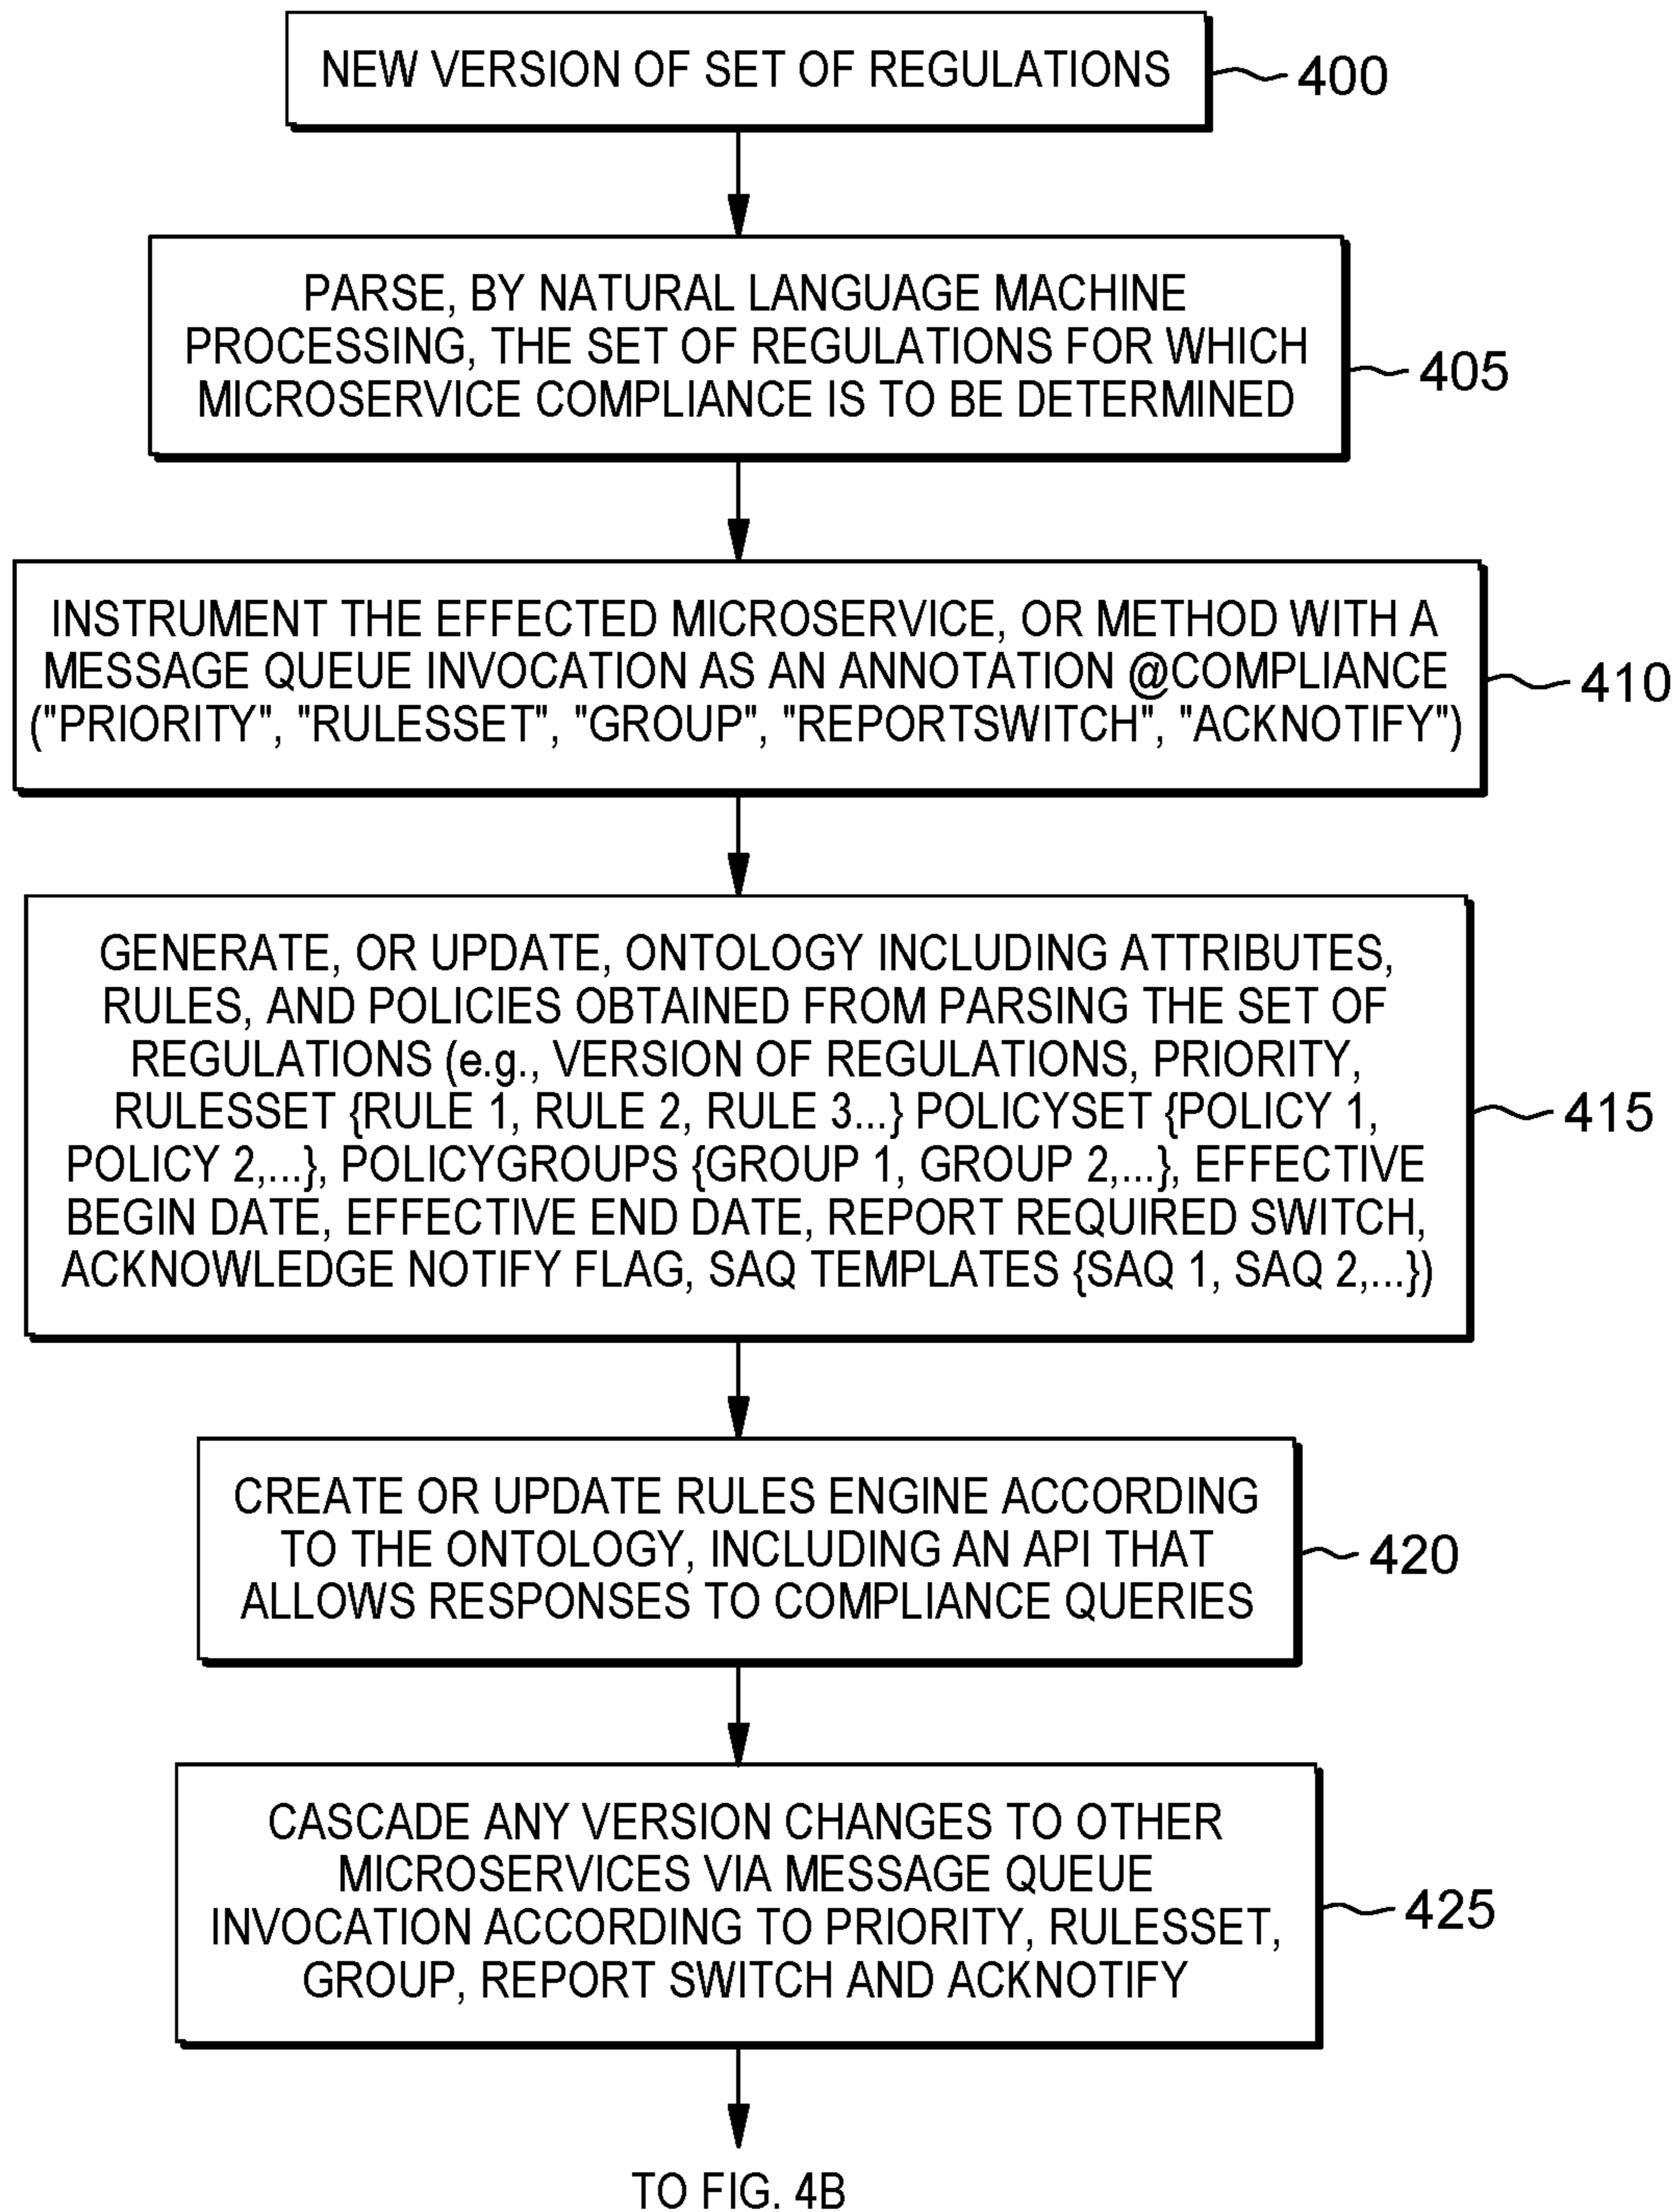 NEW VERSION OF SET OF REGULATIONS
400
PARSE, BY NATURAL LANGUAGE MACHINE
PROCESSING, THE SET OF REGULATIONS FOR WHICH
MICROSERVICE COMPLIANCE IS TO BE DETERMINED
405
INSTRUMENT THE EFFECTED MICROSERVICE, OR METHOD WITH A
MESSAGE QUEUE INVOCATION AS AN ANNOTATION @COMPLIANCE
("PRIORITY", "RULESSET", "GROUP", "REPORTSWITCH", "ACKNOTIFY")
410
GENERATE, OR UPDATE, ONTOLOGY INCLUDING ATTRIBUTES,
RULES, AND POLICIES OBTAINED FROM PARSING THE SET OF
REGULATIONS (e.g., VERSION OF REGULATIONS, PRIORITY,
RULESSET {RULE 1, RULE 2, RULE 3...} POLICYSET {POLICY 1,
POLICY 2,...}, POLICYGROUPS {GROUP 1, GROUP 2,...}, EFFECTIVE
BEGIN DATE, EFFECTIVE END DATE, REPORT REQUIRED SWITCH,
ACKNOWLEDGE NOTIFY FLAG, SAQ TEMPLATES {SAQ 1, SAQ 2,...})
415
CREATE OR UPDATE RULES ENGINE ACCORDING
TO THE ONTOLOGY, INCLUDING AN API THAT
ALLOWS RESPONSES TO COMPLIANCE QUERIES
420
CASCADE ANY VERSION CHANGES TO OTHER
MICROSERVICES VIA MESSAGE QUEUE
INVOCATION ACCORDING TO PRIORITY, RULESSET,
GROUP, REPORT SWITCH AND ACKNOTIFY
425
TO FIG. 4B